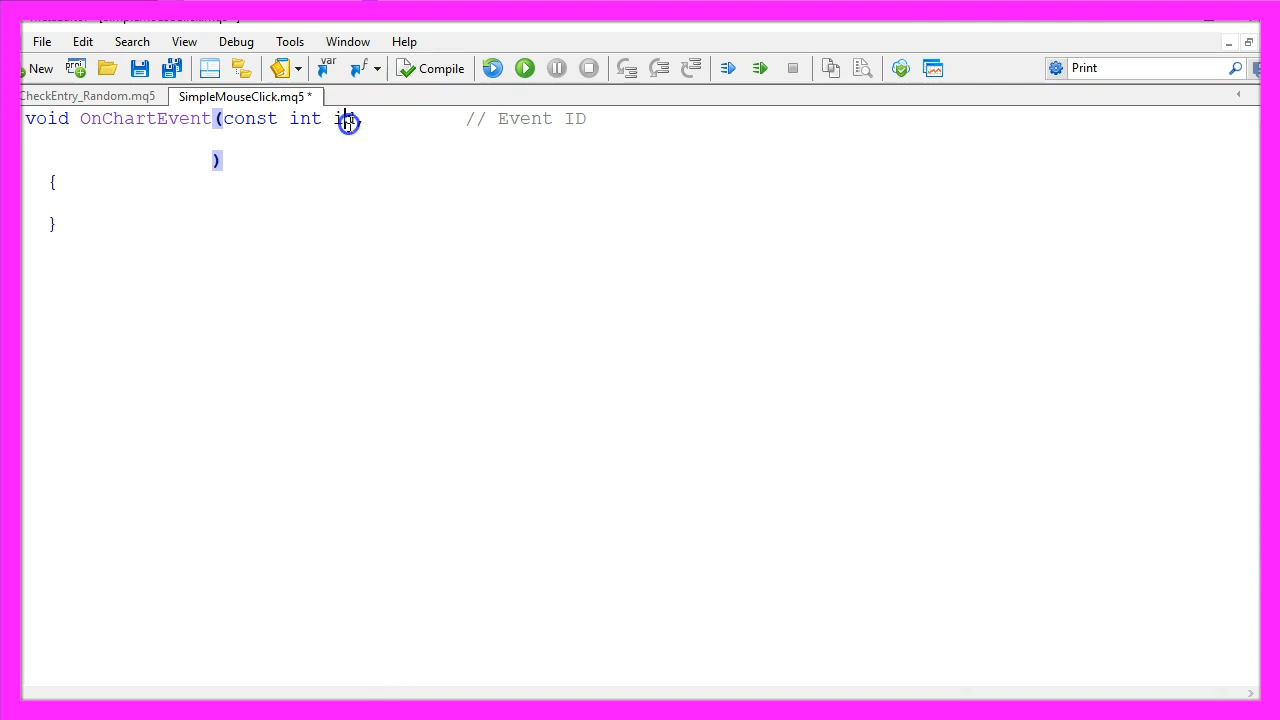 File Edit Search View Debug Tools Window Help
New Compile Print
CheckEntry_Random.mq5 SimpleMouseClick.mq5 *
void OnChartEvent(const int id, // Event ID
)
{
}